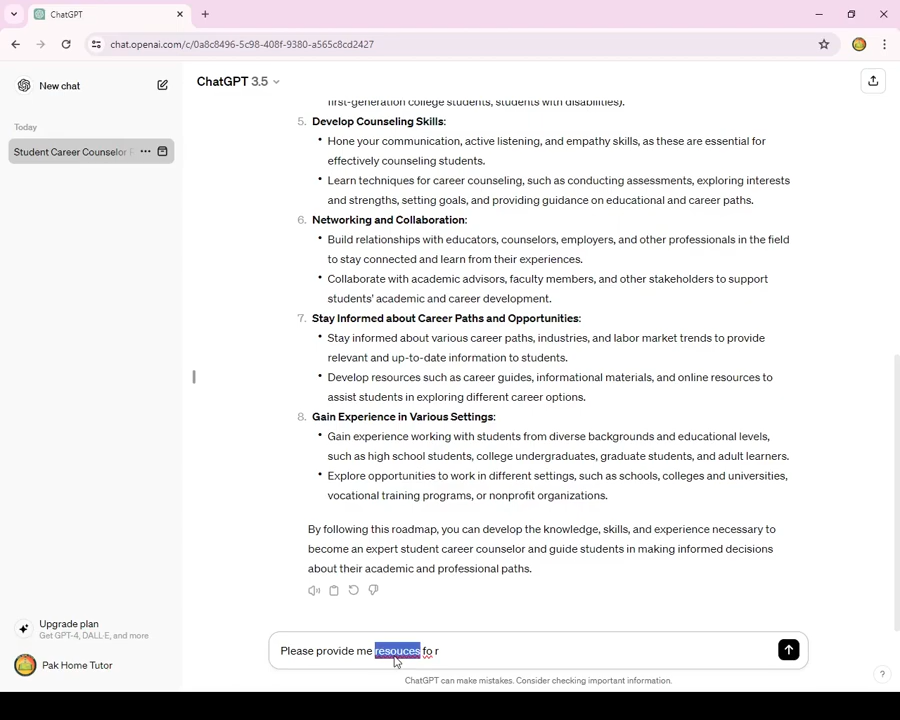 ChatGPT
chat.openai.com/c/0a8c8496-5c98-408f-9380-a565c8cd2427
New chat
ChatGPT 3.5
Today
Student Career Counselor
first-generation college students, students with disabilities).
5. Develop Counseling Skills:
• Hone your communication, active listening, and empathy skills, as these are essential for
effectively counseling students.
• Learn techniques for career counseling, such as conducting assessments, exploring interests
and strengths, setting goals, and providing guidance on educational and career paths.
6. Networking and Collaboration:
• Build relationships with educators, counselors, employers, and other professionals in the field
to stay connected and learn from their experiences.
• Collaborate with academic advisors, faculty members, and other stakeholders to support
students' academic and career development.
7. Stay Informed about Career Paths and Opportunities:
• Stay informed about various career paths, industries, and labor market trends to provide
relevant and up-to-date information to students.
• Develop resources such as career guides, informational materials, and online resources to
assist students in exploring different career options.
8. Gain Experience in Various Settings:
• Gain experience working with students from diverse backgrounds and educational levels,
such as high school students, college undergraduates, graduate students, and adult learners.
• Explore opportunities to work in different settings, such as schools, colleges and universities,
vocational training programs, or nonprofit organizations.
By following this roadmap, you can develop the knowledge, skills, and experience necessary to
become an expert student career counselor and guide students in making informed decisions
about their academic and professional paths.
Upgrade plan
Get GPT-4, DALL·E, and more
Pak Home Tutor
Please provide me resouces fo r
ChatGPT can make mistakes. Consider checking important information.
?